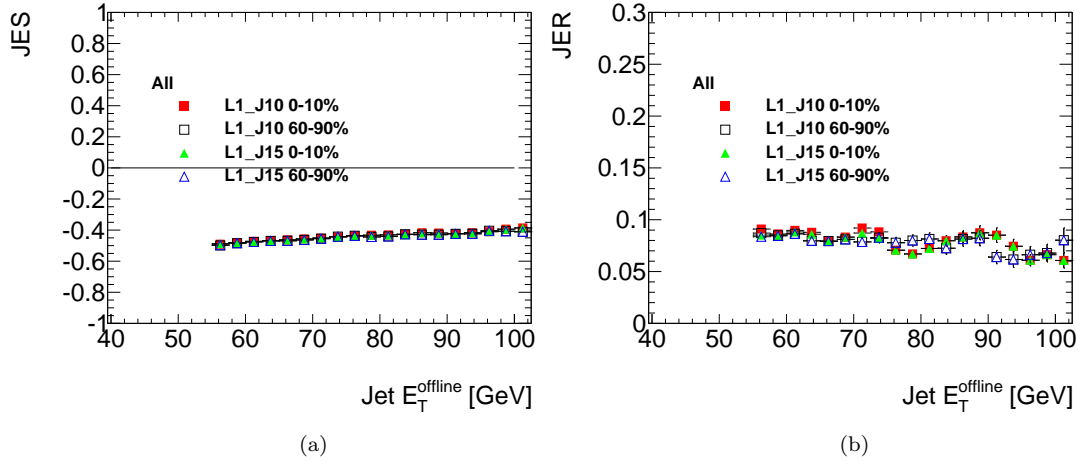 JES
1
0.8
0.6
0.4
0.2
0
-0.2
-0.4
-0.6
-0.8
-1
All
L1_J10 0-10%
L1_J10 60-90%
L1_J15 0-10%
L1_J15 60-90%
40 50 60 70 80 90 100
Jet E_T^offline [GeV]
(a)
JER
0.3
0.25
0.2
0.15
0.1
0.05
0
All
L1_J10 0-10%
L1_J10 60-90%
L1_J15 0-10%
L1_J15 60-90%
40 50 60 70 80 90 100
Jet E_T^offline [GeV]
(b)